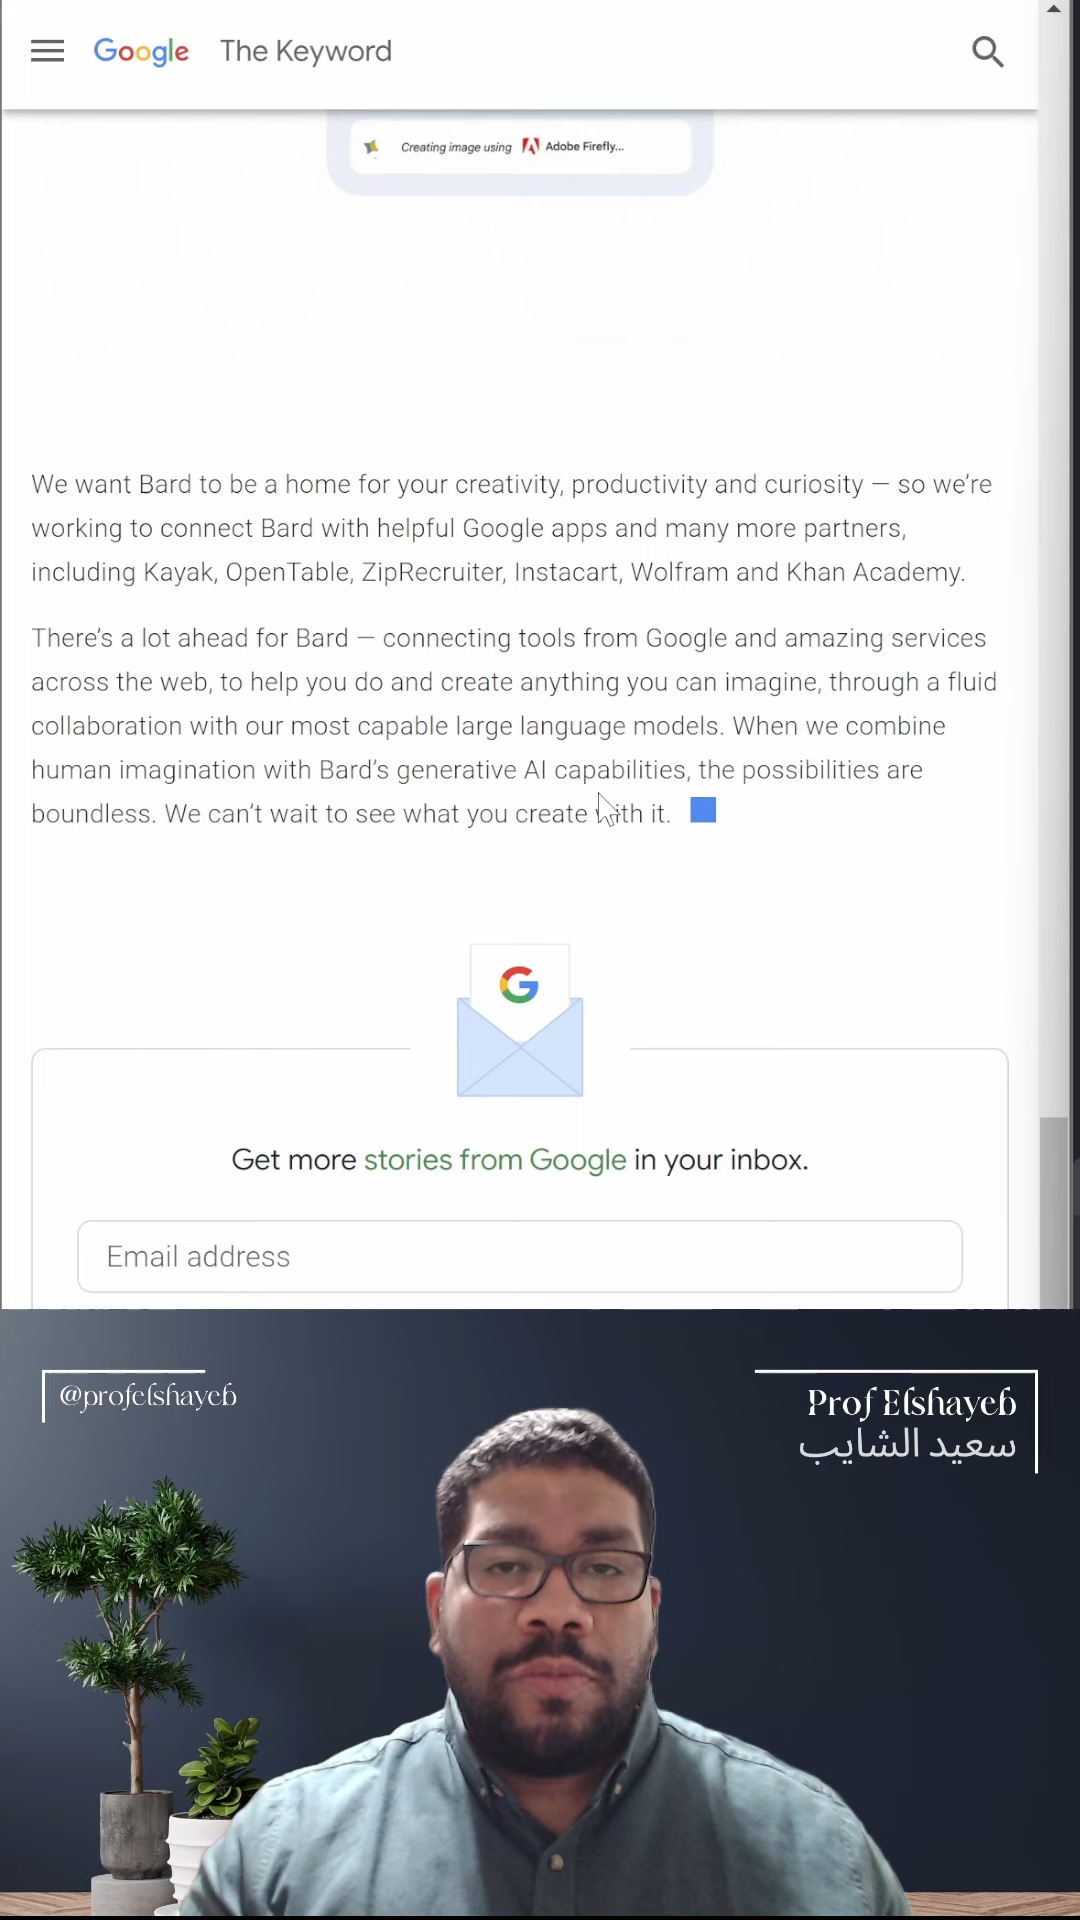 Google The Keyword
Creating image using Adobe Firefly...
We want Bard to be a home for your creativity, productivity and curiosity — so we're
working to connect Bard with helpful Google apps and many more partners,
including Kayak, OpenTable, ZipRecruiter, Instacart, Wolfram and Khan Academy.
There's a lot ahead for Bard — connecting tools from Google and amazing services
across the web, to help you do and create anything you can imagine, through a fluid
collaboration with our most capable large language models. When we combine
human imagination with Bard's generative AI capabilities, the possibilities are
boundless. We can't wait to see what you create with it.
G
Get more stories from Google in your inbox.
Email address
@profelshayeb
Prof Elshayeb
سعيد الشايب